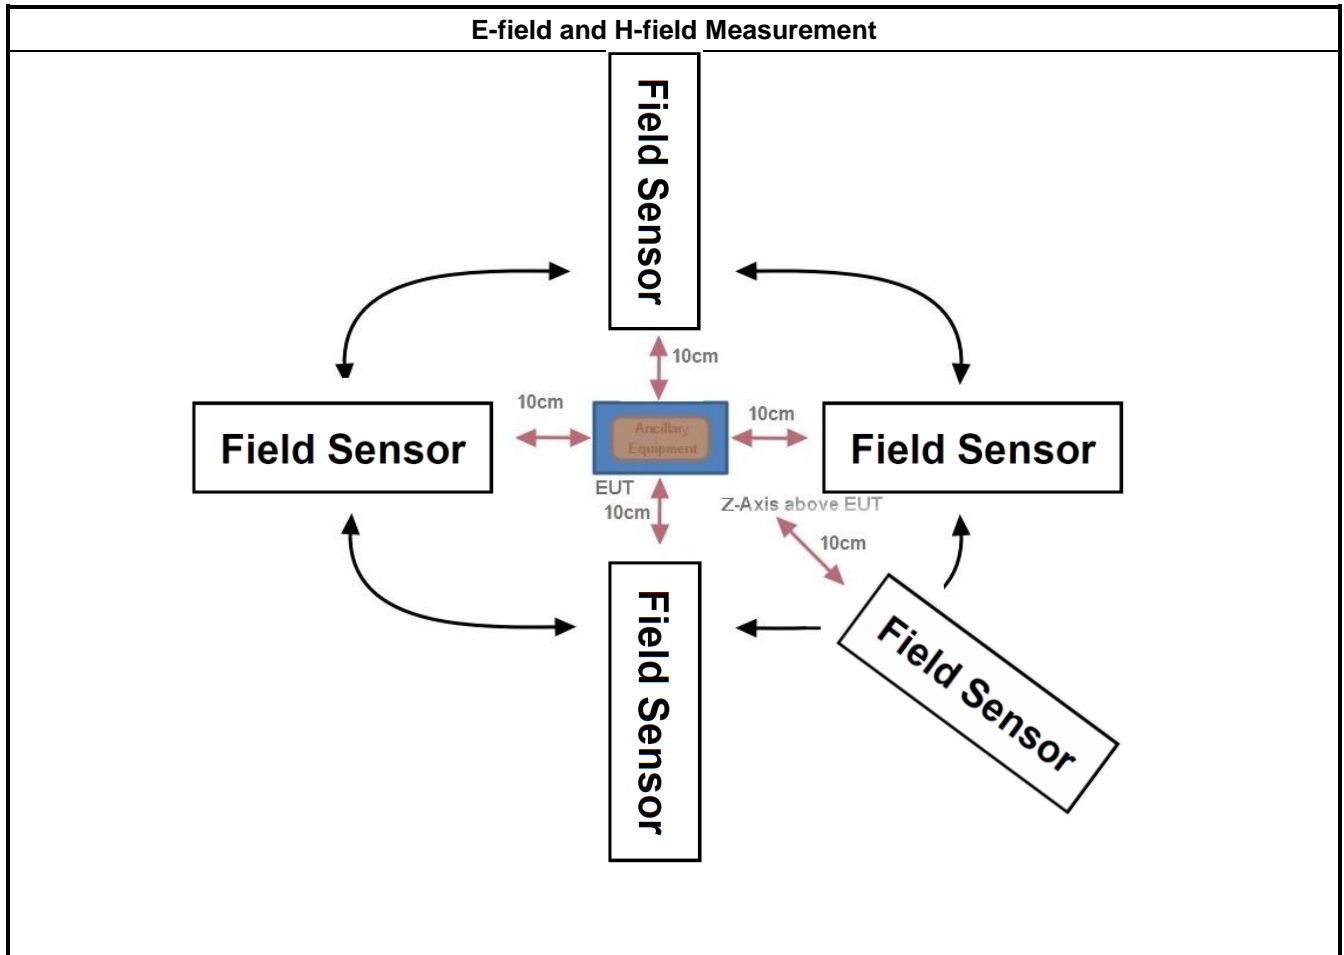 E-field and H-field Measurement
Field Sensor
10cm
10cm
10cm
Field Sensor
Ancillary
Equipment
Field Sensor
EUT
10cm
Z-Axis above EUT
10cm
Field Sensor
Field Sensor